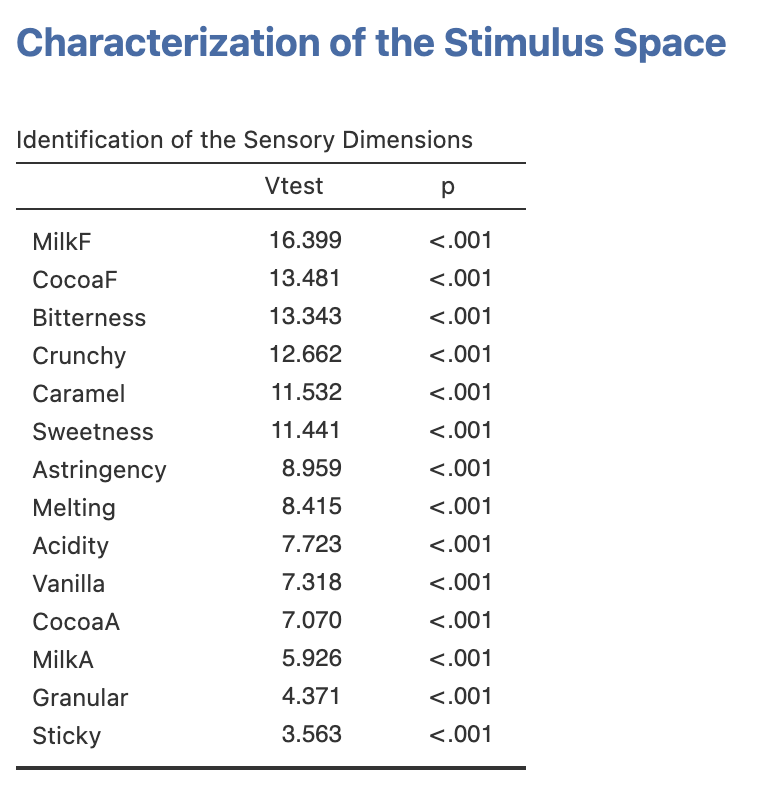 Characterization of the Stimulus Space
Identification of the Sensory Dimensions
Vtest p
MilkF 16.399 <.001
CocoaF 13.481 <.001
Bitterness 13.343 <.001
Crunchy 12.662 <.001
Caramel 11.532 <.001
Sweetness 11.441 <.001
Astringency 8.959 <.001
Melting 8.415 <.001
Acidity 7.723 <.001
Vanilla 7.318 <.001
CocoaA 7.070 <.001
MilkA 5.926 <.001
Granular 4.371 <.001
Sticky 3.563 <.001